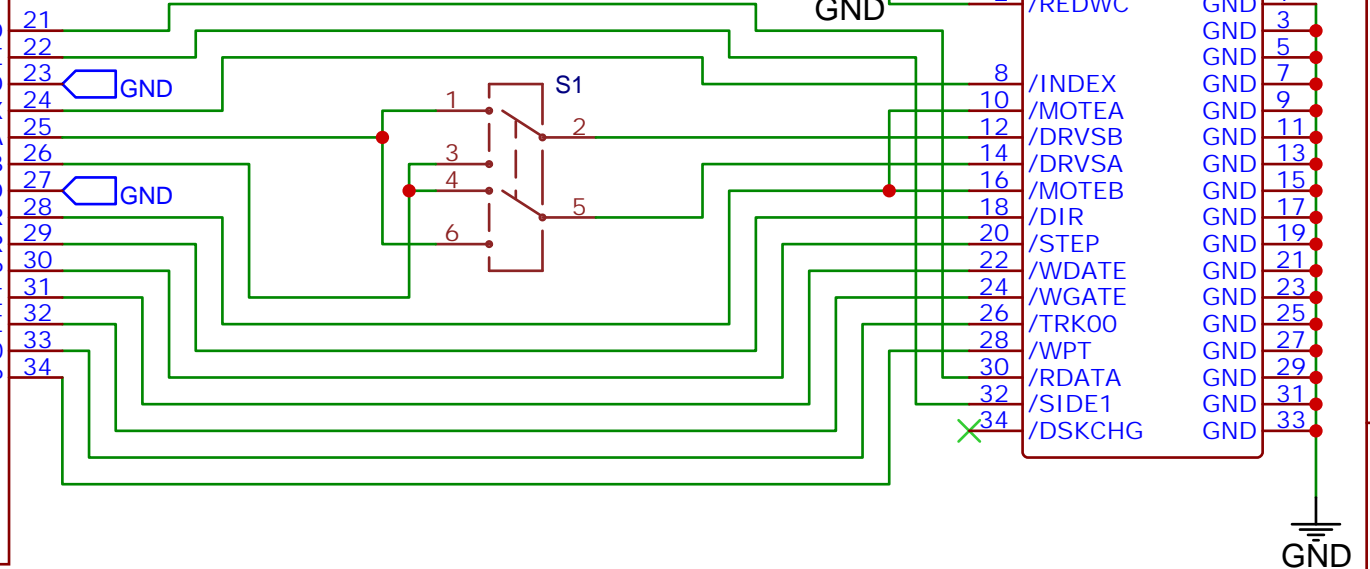 GND
/REDWC GND
21
GND 3
22
GND 5
23 GND
S1
8 /INDEX GND 7
24
1
10 /MOTEA GND 9
25
2
12 /DRVSB GND 11
26
3
14 /DRVSA GND 13
27 GND
4
16 /MOTEB GND 15
28
5
18 /DIR GND 17
29
6
20 /STEP GND 19
30
22 /WDATE GND 21
31
24 /WGATE GND 23
32
26 /TRK00 GND 25
33
28 /WPT GND 27
34
30 /RDATA GND 29
32 /SIDE1 GND 31
34 /DSKCHG GND 33
GND